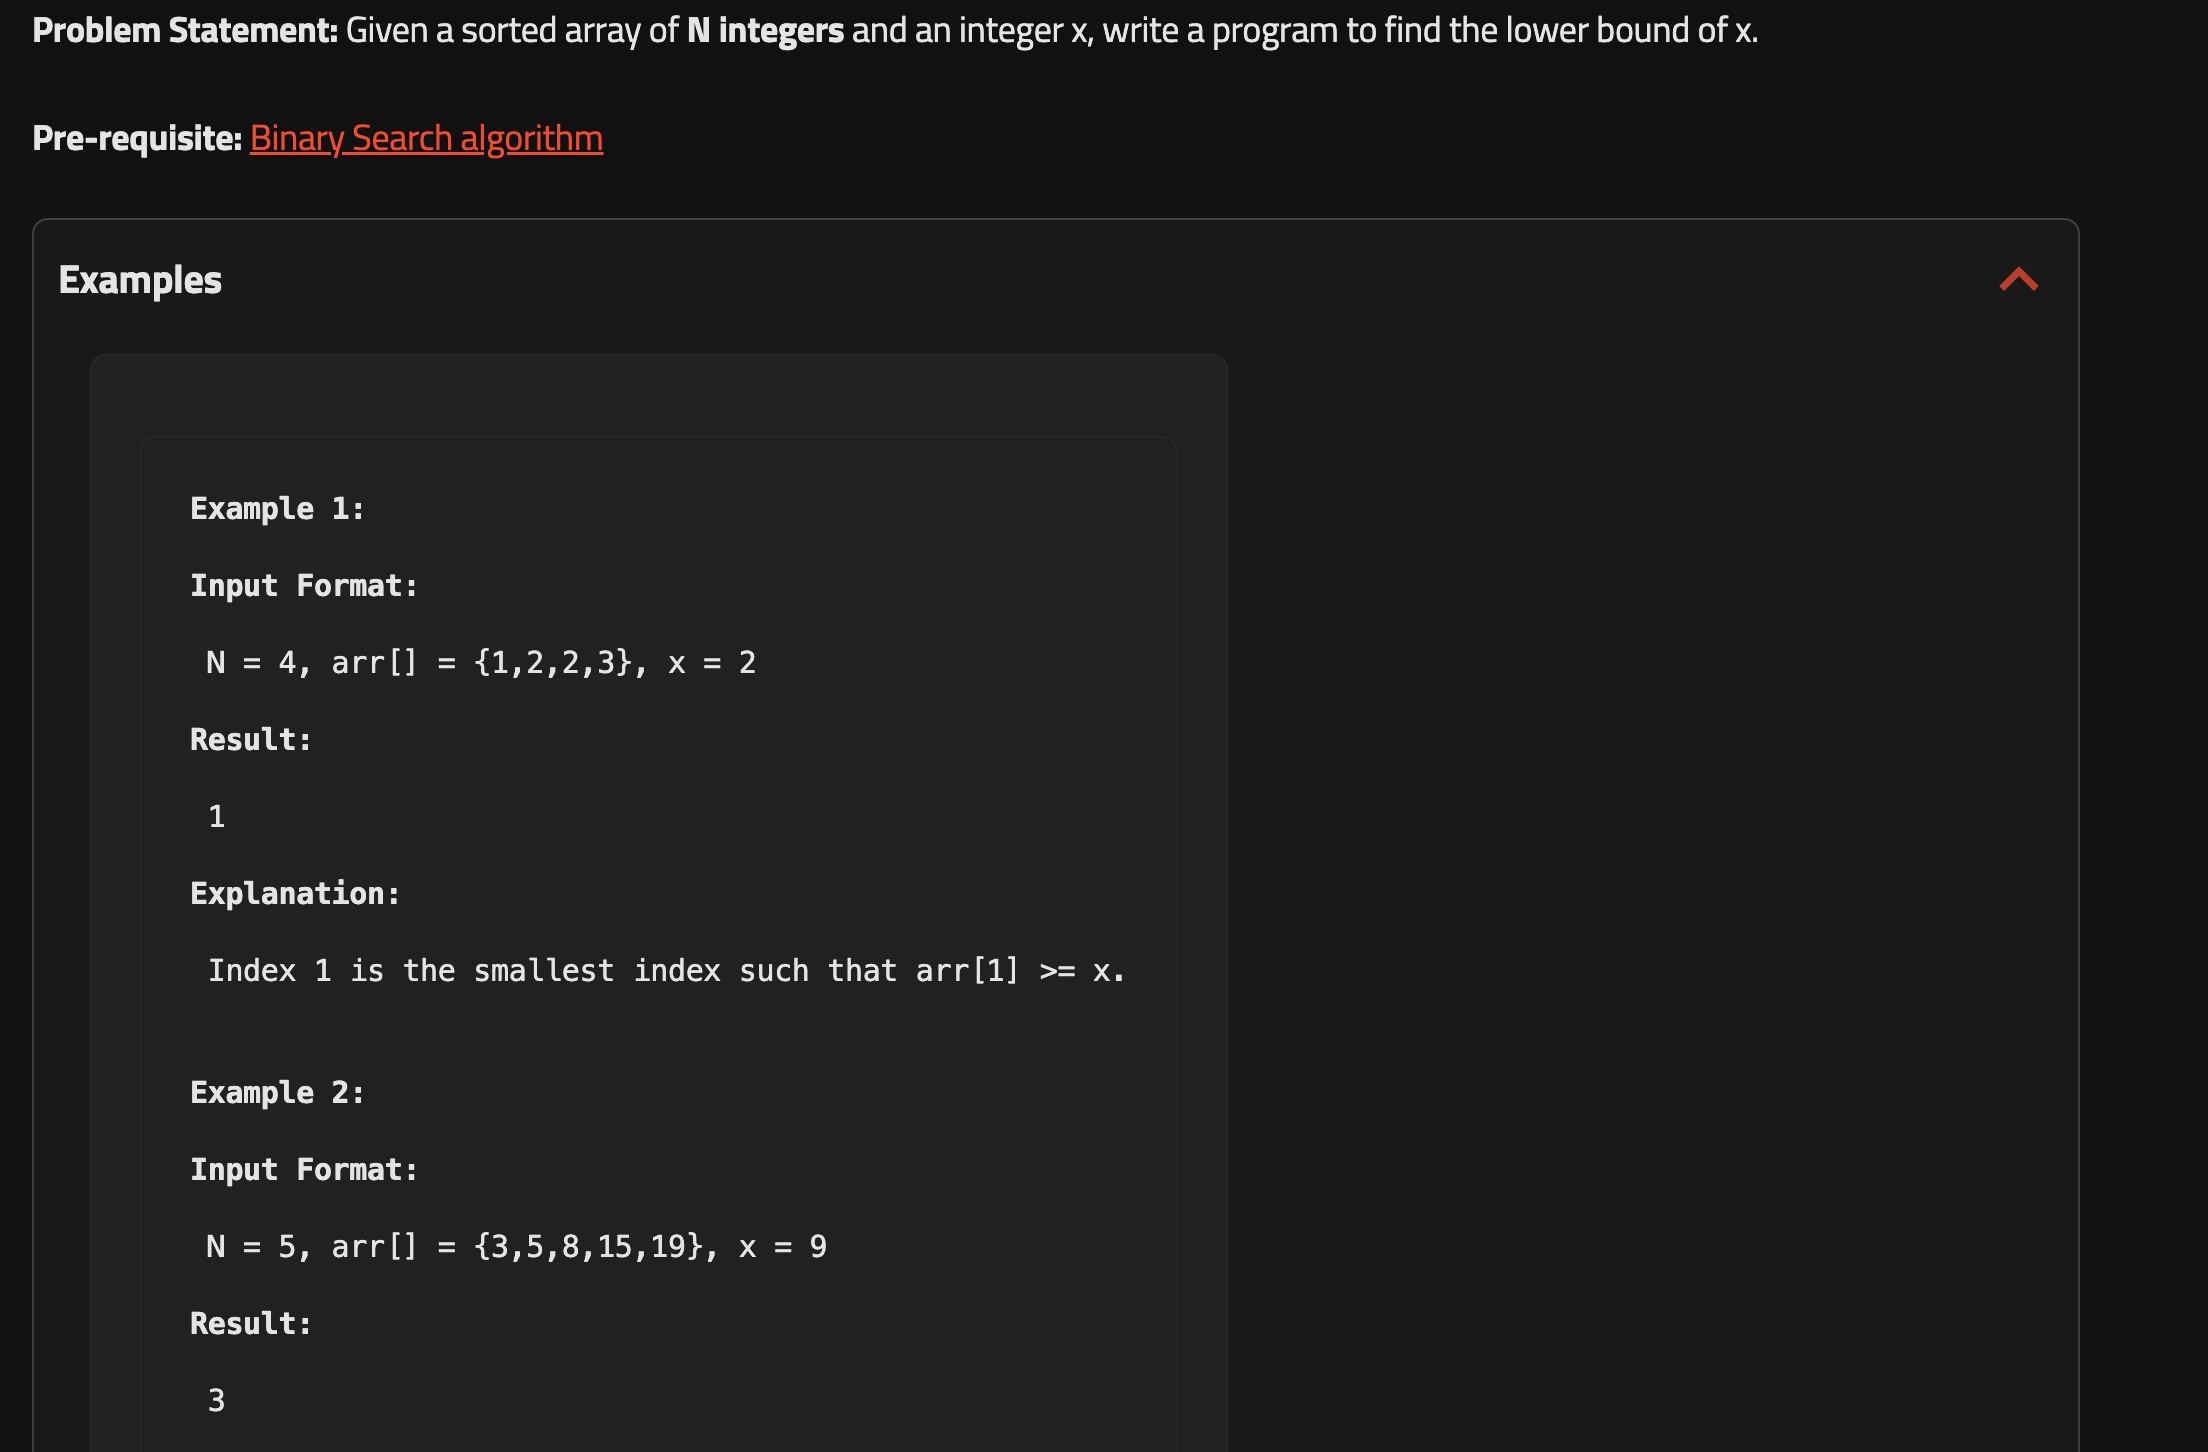 Problem Statement: Given a sorted array of N integers and an integer x, write a program to find the lower bound of x.
Pre-requisite: Binary Search algorithm
Examples
Example 1:
Input Format:
N = 4, arr[] = {1,2,2,3}, x = 2
Result:
1
Explanation:
Index 1 is the smallest index such that arr[1] >= x.
Example 2:
Input Format:
N = 5, arr[] = {3,5,8,15,19}, x = 9
Result:
3